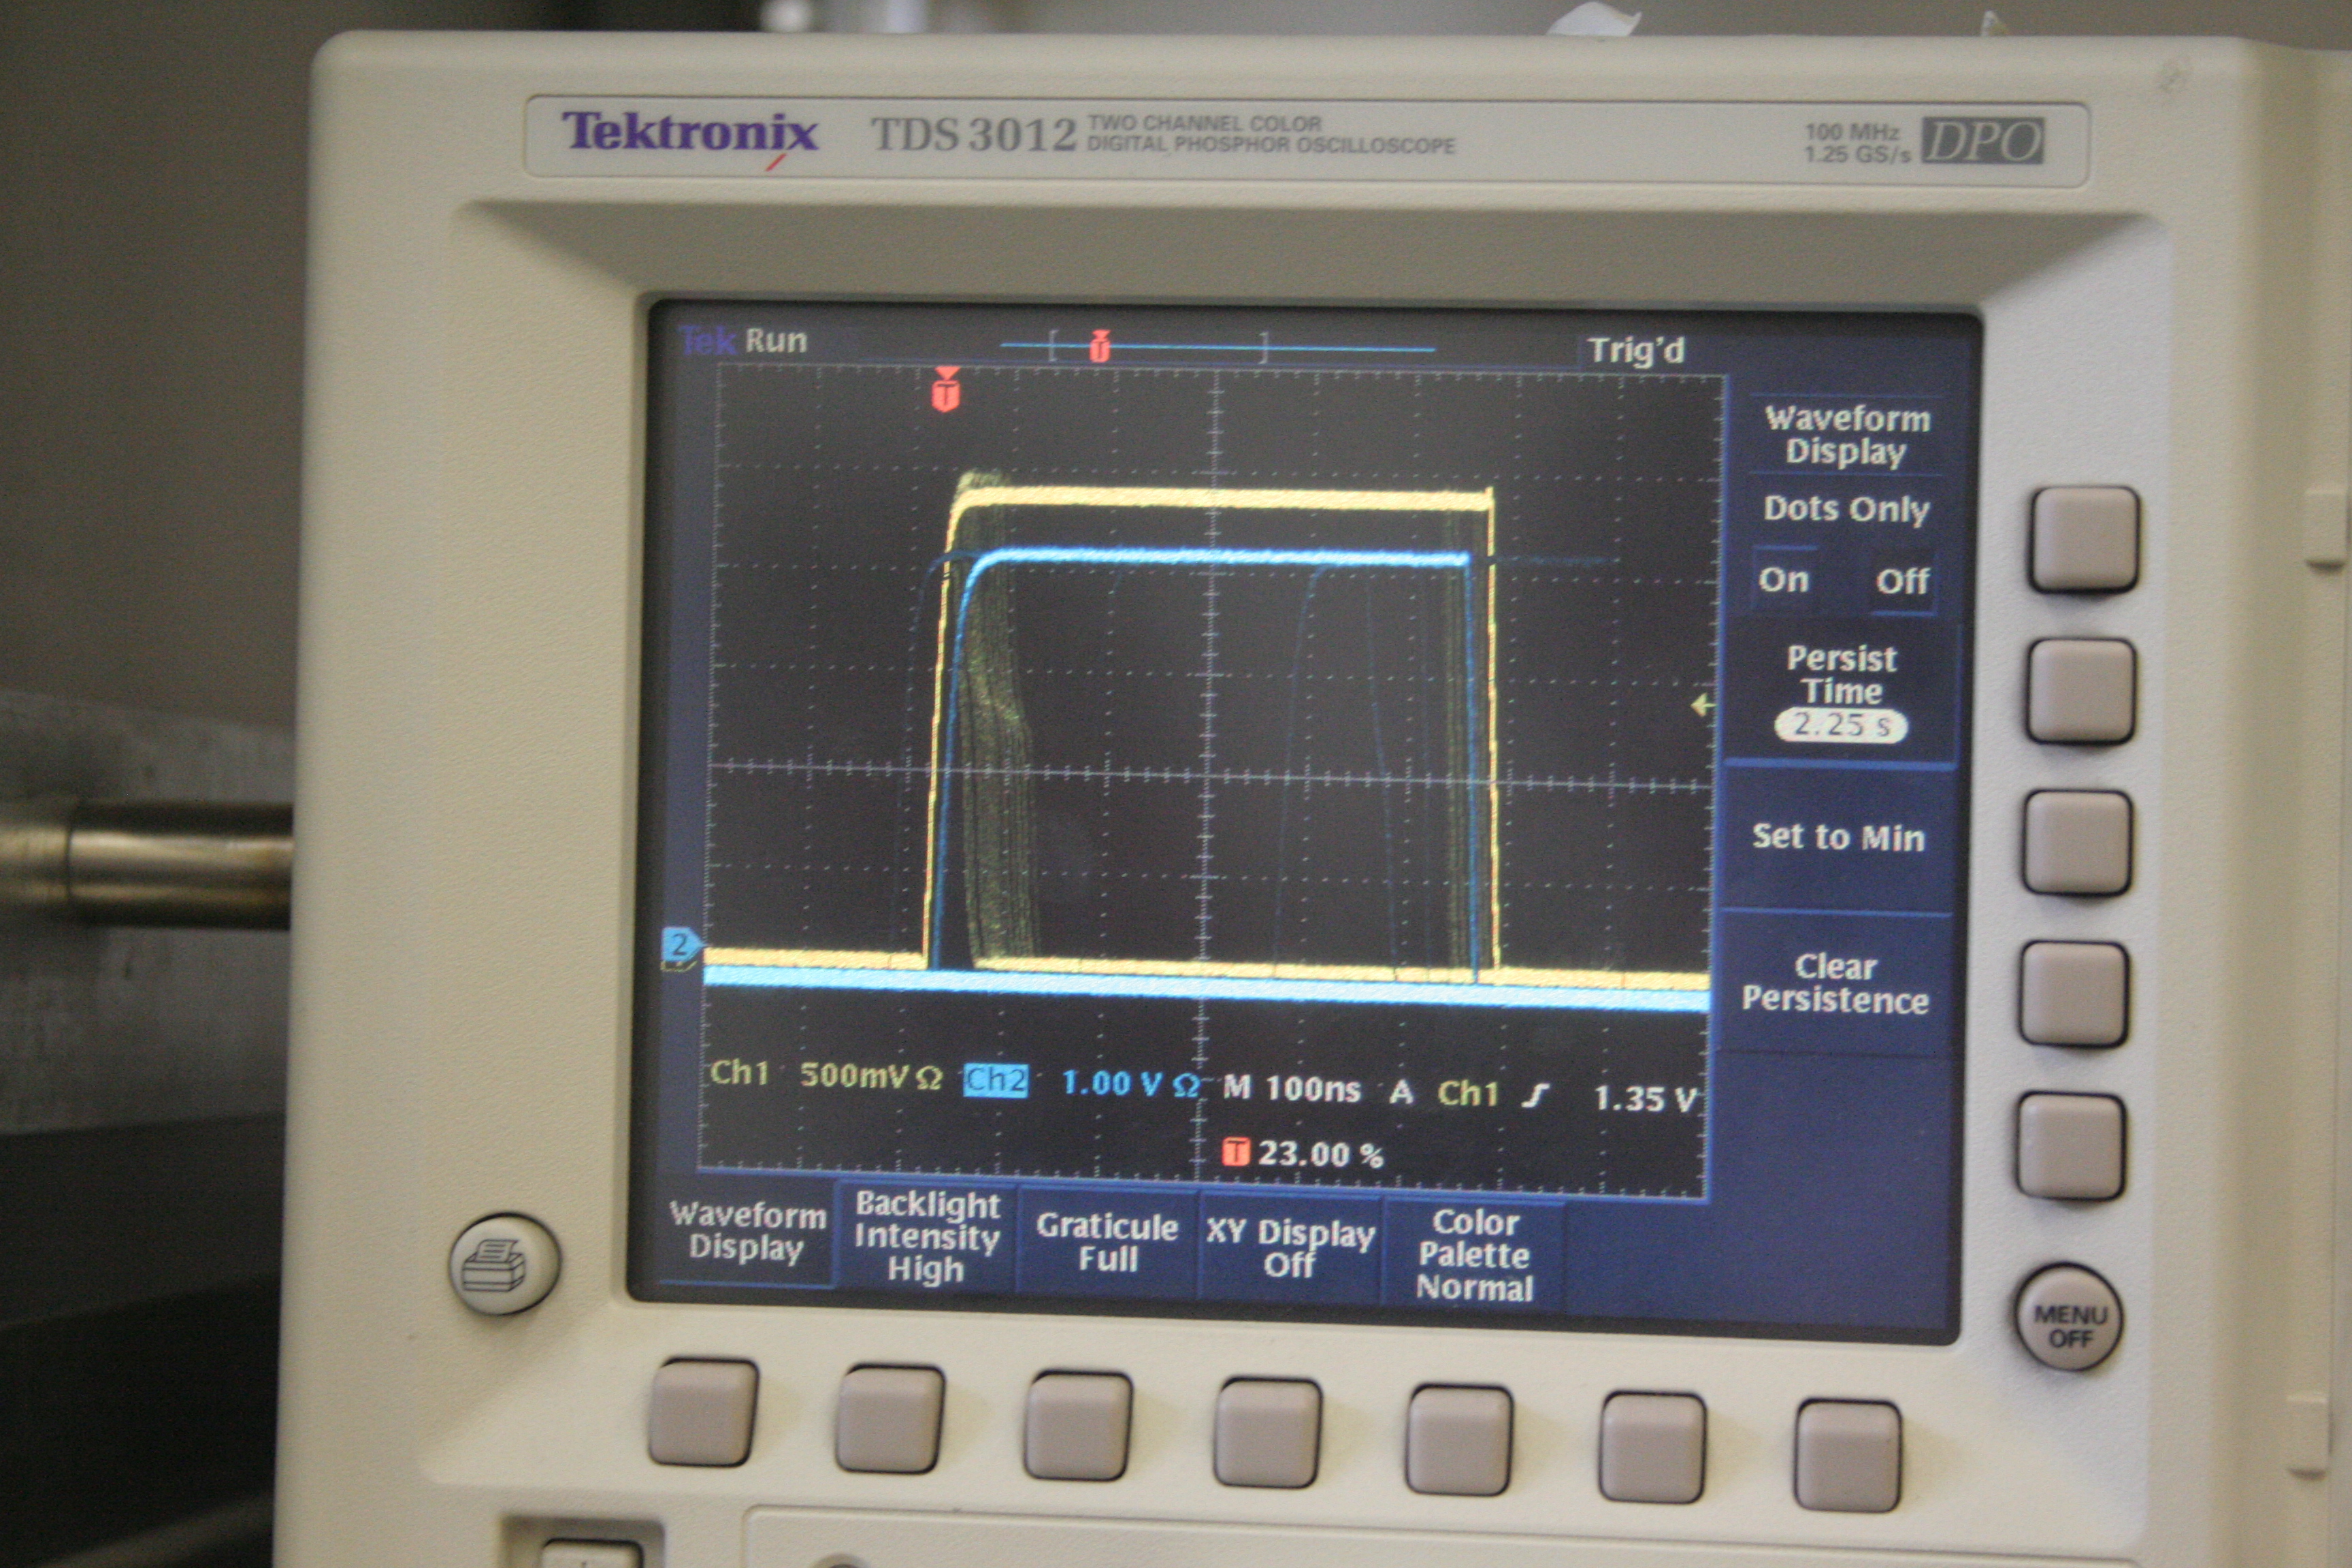 Tektronix TDS 3012 TWO CHANNEL COLOR
DIGITAL PHOSPHOR OSCILLOSCOPE
100 MHz
1.25 GS/s
DPO
Tek Run
T
Trig'd
T
Waveform
Display
Dots Only
On Off
Persist
Time
2.25 s
Set to Min
Clear
Persistence
2
Ch1 500mV Ω Ch2 1.00 V Ω M 100ns A Ch1 ƒ 1.35 V
T 23.00 %
Waveform
Display
Backlight
Intensity
High
Graticule
Full
XY Display
Off
Color
Palette
Normal
MENU
OFF